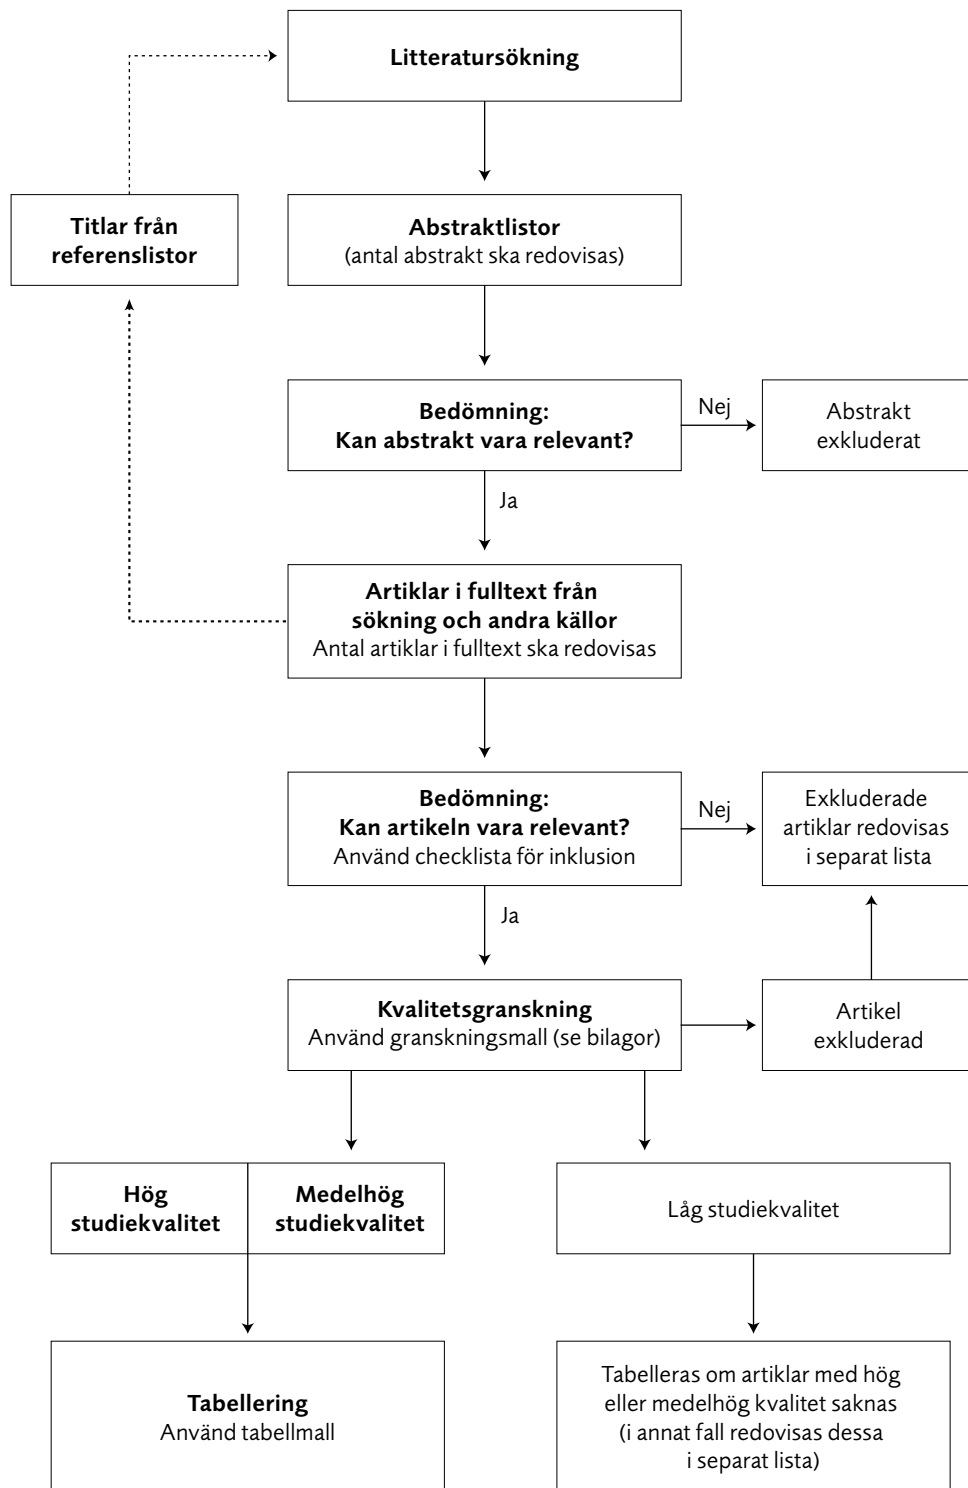 Litteratursökning
Titlar från
referenslistor
Abstraktlistor
(antal abstrakt ska redovisas)
Bedömning:
Kan abstrakt vara relevant?
Nej
Abstrakt
exkluderat
Ja
Artiklar i fulltext från
sökning och andra källor
Antal artiklar i fulltext ska redovisas
Bedömning:
Kan artikeln vara relevant?
Använd checklista för inklusion
Nej
Exkluderade
artiklar redovisas
i separat lista
Ja
Kvalitetsgranskning
Använd granskningsmall (se bilagor)
Artikel
exkluderad
Hög
studiekvalitet
Medelhög
studiekvalitet
Låg studiekvalitet
Tabellering
Använd tabellmall
Tabelleras om artiklar med hög
eller medelhög kvalitet saknas
(i annat fall redovisas dessa
i separat lista)